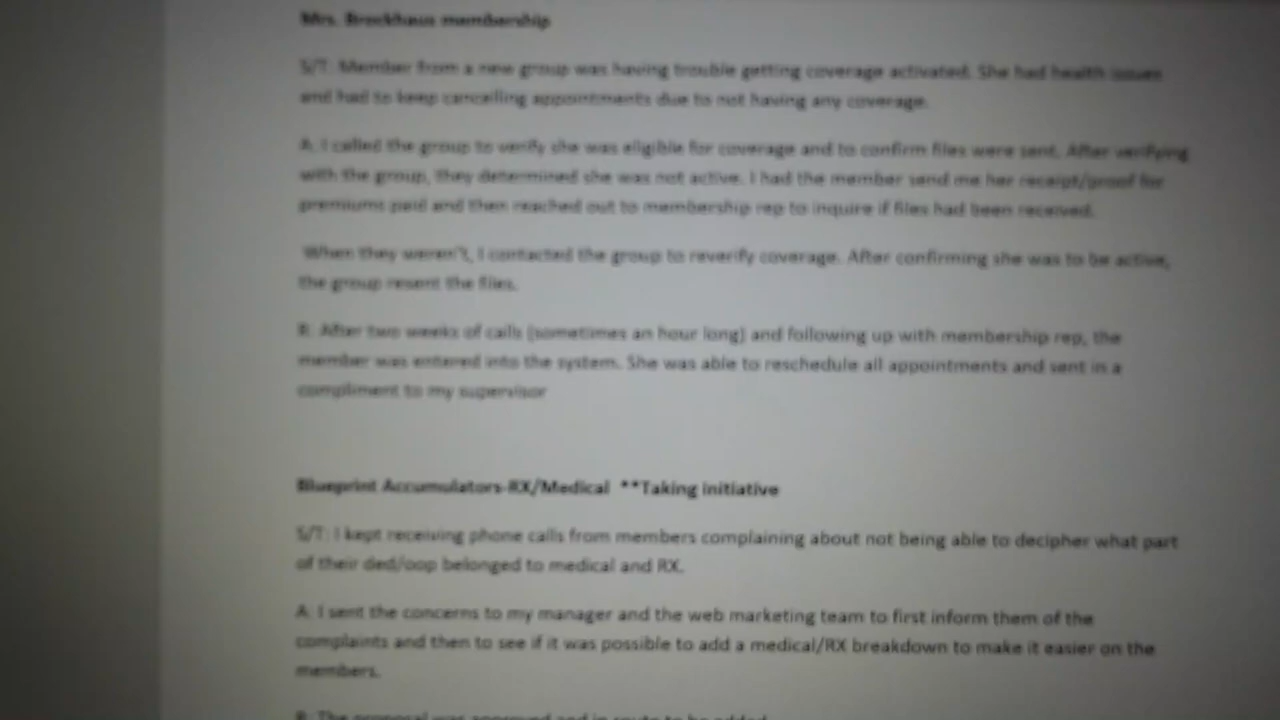 Mrs. Brockhaus membership
S/T: Member from a new group was having trouble getting coverage activated. She had health issues
and had to keep cancelling appointments due to not having any coverage.
A: I called the group to verify she was eligible for coverage and to confirm files were sent. After verifying
with the group, they determined she was not active. I had the member send me her receipt/proof for
premiums paid and then reached out to membership rep to inquire if files had been received.
When they weren't, I contacted the group to reverify coverage. After confirming she was to be active,
the group resent the files.
R: After two weeks of calls (sometimes an hour long) and following up with membership rep, the
member was entered into the system. She was able to reschedule all appointments and sent in a
compliment to my supervisor
Blueprint Accumulators-RX/Medical **Taking initiative
S/T: I kept receiving phone calls from members complaining about not being able to decipher what part
of their ded/oop belonged to medical and RX.
A: I sent the concerns to my manager and the web marketing team to first inform them of the
complaints and then to see if it was possible to add a medical/RX breakdown to make it easier on the
members.
R: The proposal was approved and in route to be added